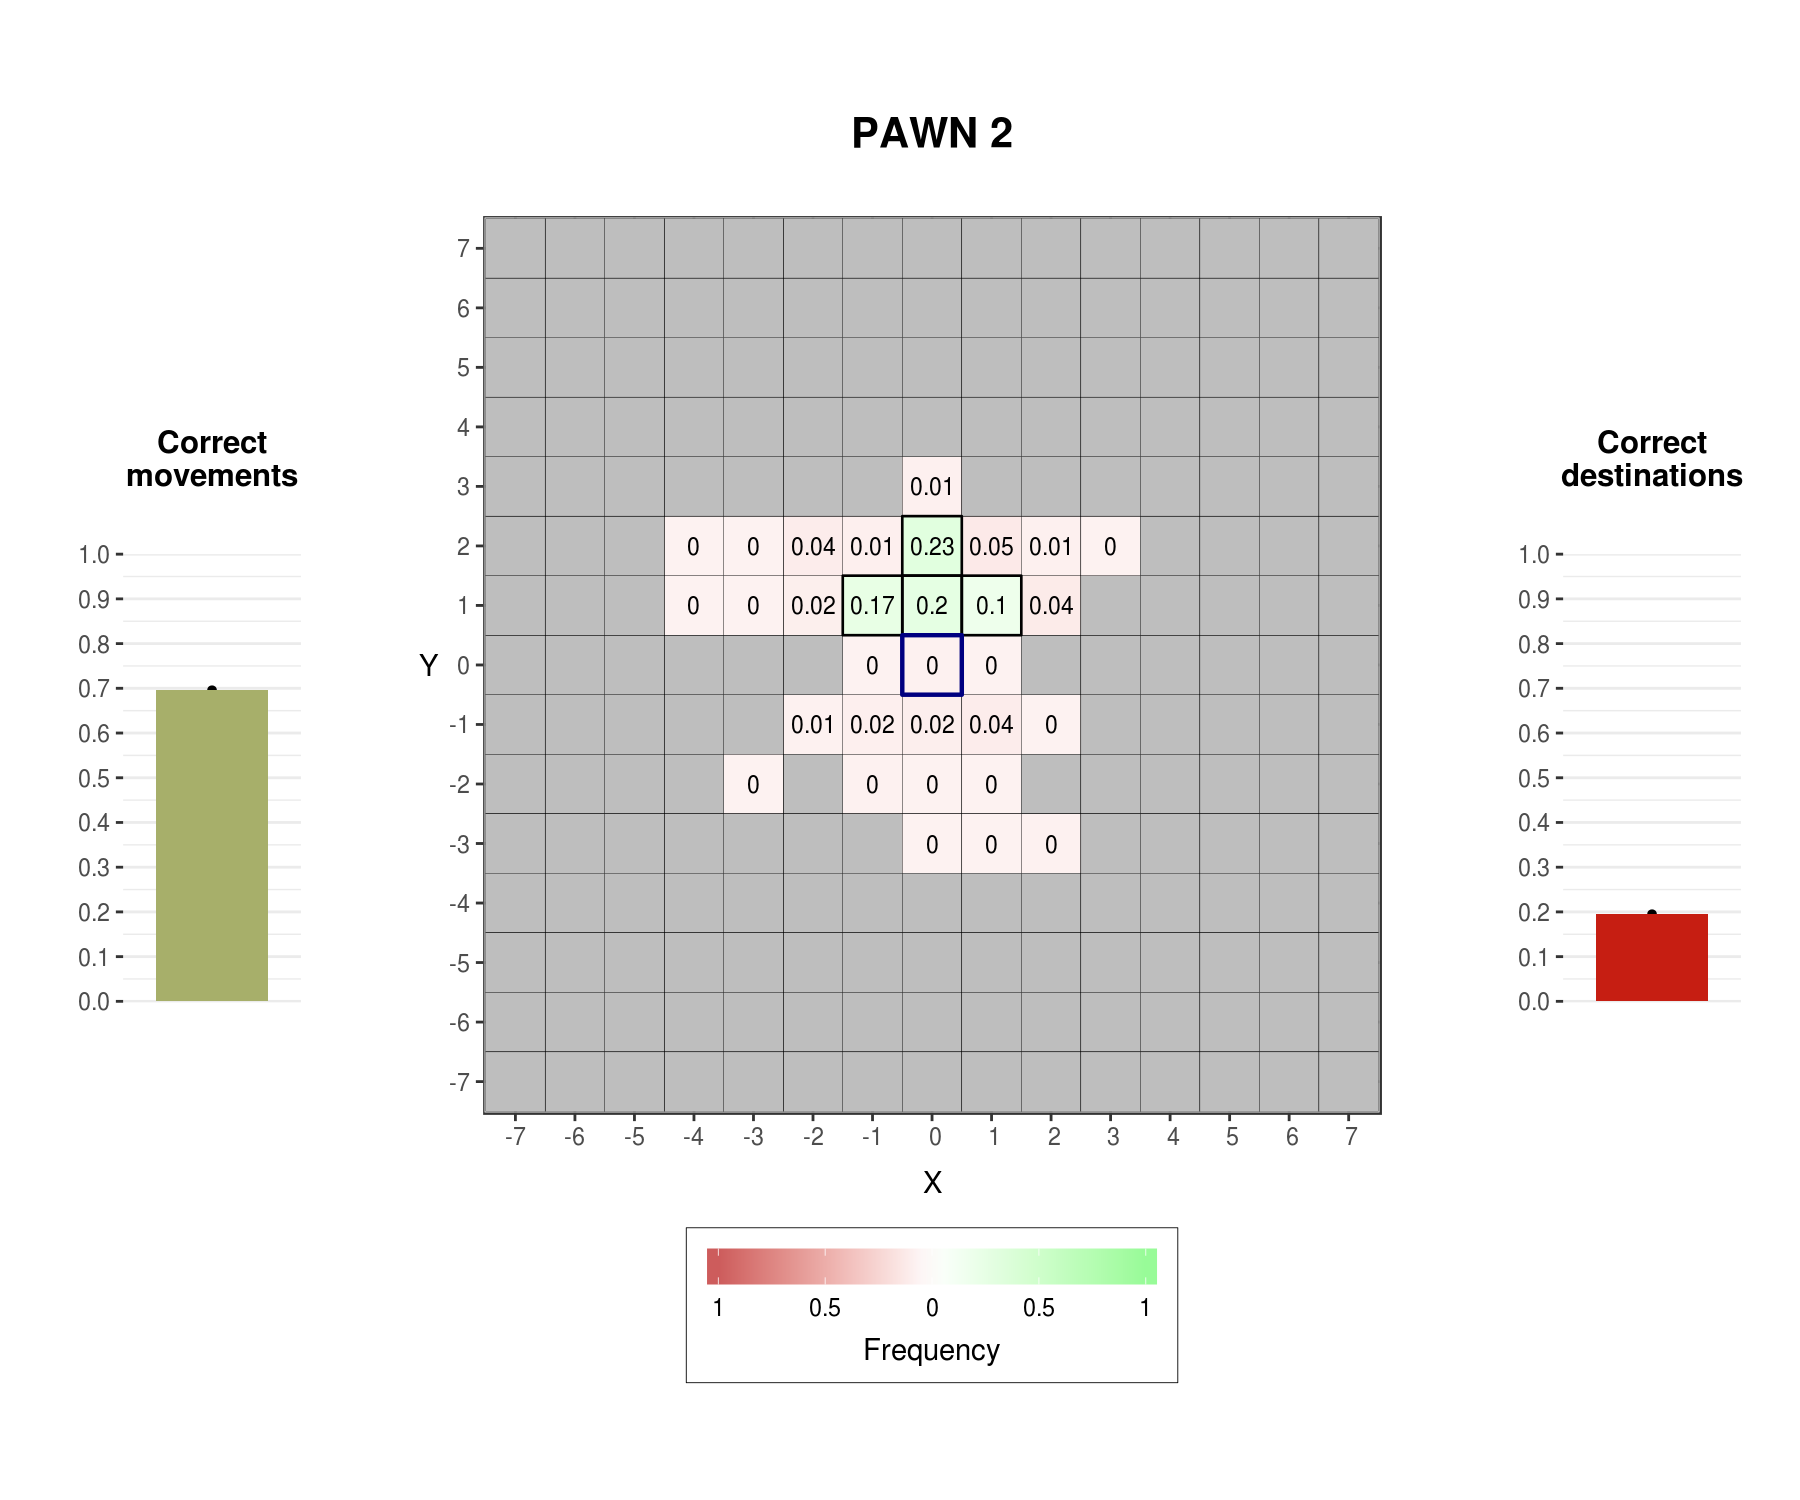 PAWN 2
Correct
movements
1.0
0.9
0.8
0.7
0.6
0.5
0.4
0.3
0.2
0.1
0.0
Y
7
6
5
4
3 0.01
2 0 0 0.04 0.01 0.23 0.05 0.01 0
1 0 0 0.02 0.17 0.2 0.1 0.04
0 0 0 0
-1 0.01 0.02 0.02 0.04 0
-2 0 0 0 0
-3 0 0 0
-4
-5
-6
-7
-7 -6 -5 -4 -3 -2 -1 0 1 2 3 4 5 6 7
X
1 0.5 0 0.5 1
Frequency
Correct
destinations
1.0
0.9
0.8
0.7
0.6
0.5
0.4
0.3
0.2
0.1
0.0